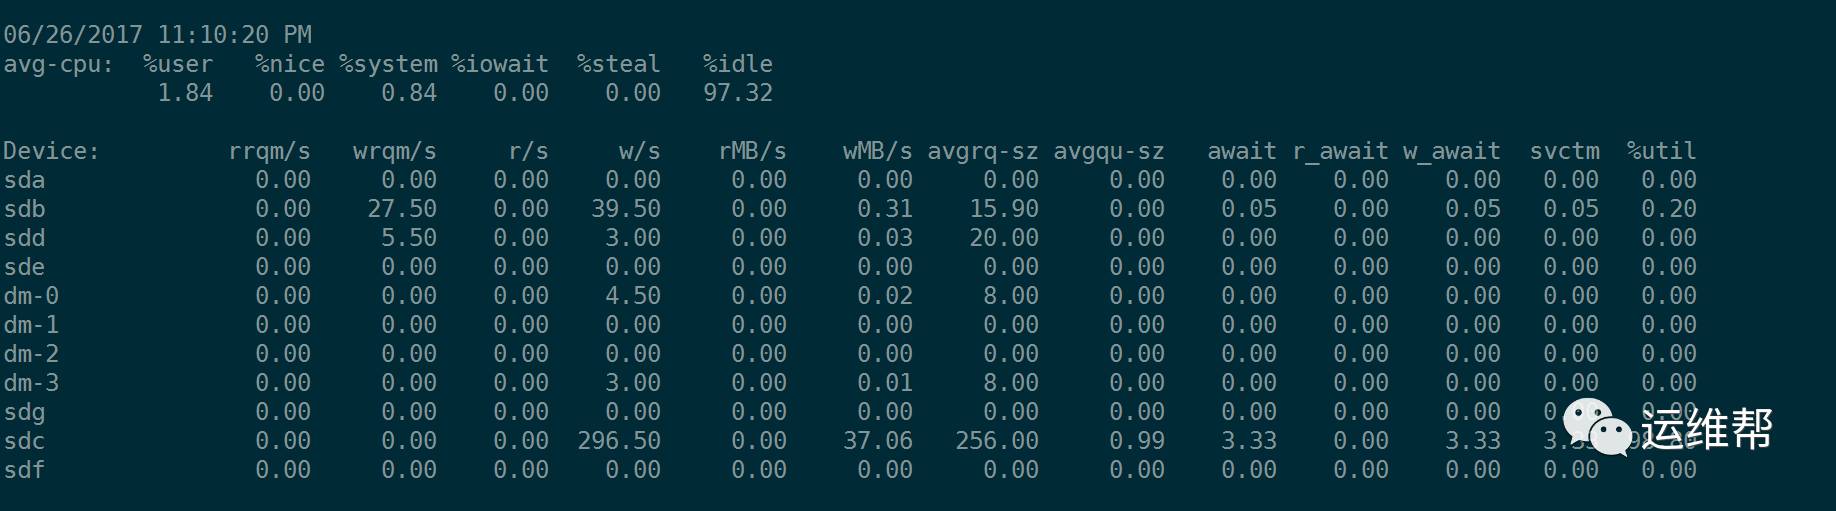 06/26/2017 11:10:20 PM
avg-cpu: %user %nice %system %iowait %steal %idle
1.84 0.00 0.84 0.00 0.00 97.32
Device: rrqm/s wrqm/s r/s w/s rMB/s wMB/s avgrq-sz avgqu-sz await r_await w_await svctm %util
sda 0.00 0.00 0.00 0.00 0.00 0.00 0.00 0.00 0.00 0.00 0.00 0.00 0.00
sdb 0.00 27.50 0.00 39.50 0.00 0.31 15.90 0.00 0.05 0.00 0.05 0.05 0.20
sdd 0.00 5.50 0.00 3.00 0.00 0.03 20.00 0.00 0.00 0.00 0.00 0.00 0.00
sde 0.00 0.00 0.00 0.00 0.00 0.00 0.00 0.00 0.00 0.00 0.00 0.00 0.00
dm-0 0.00 0.00 0.00 4.50 0.00 0.02 8.00 0.00 0.00 0.00 0.00 0.00 0.00
dm-1 0.00 0.00 0.00 0.00 0.00 0.00 0.00 0.00 0.00 0.00 0.00 0.00 0.00
dm-2 0.00 0.00 0.00 0.00 0.00 0.00 0.00 0.00 0.00 0.00 0.00 0.00 0.00
dm-3 0.00 0.00 0.00 3.00 0.00 0.01 8.00 0.00 0.00 0.00 0.00 0.00 0.00
sdg 0.00 0.00 0.00 0.00 0.00 0.00 0.00 0.00 0.00 0.00 0.00
sdc 0.00 0.00 0.00 296.50 0.00 37.06 256.00 0.99 3.33 0.00 3.33
sdf 0.00 0.00 0.00 0.00 0.00 0.00 0.00 0.00 0.00 0.00 0.00 0.00 0.00
运维帮